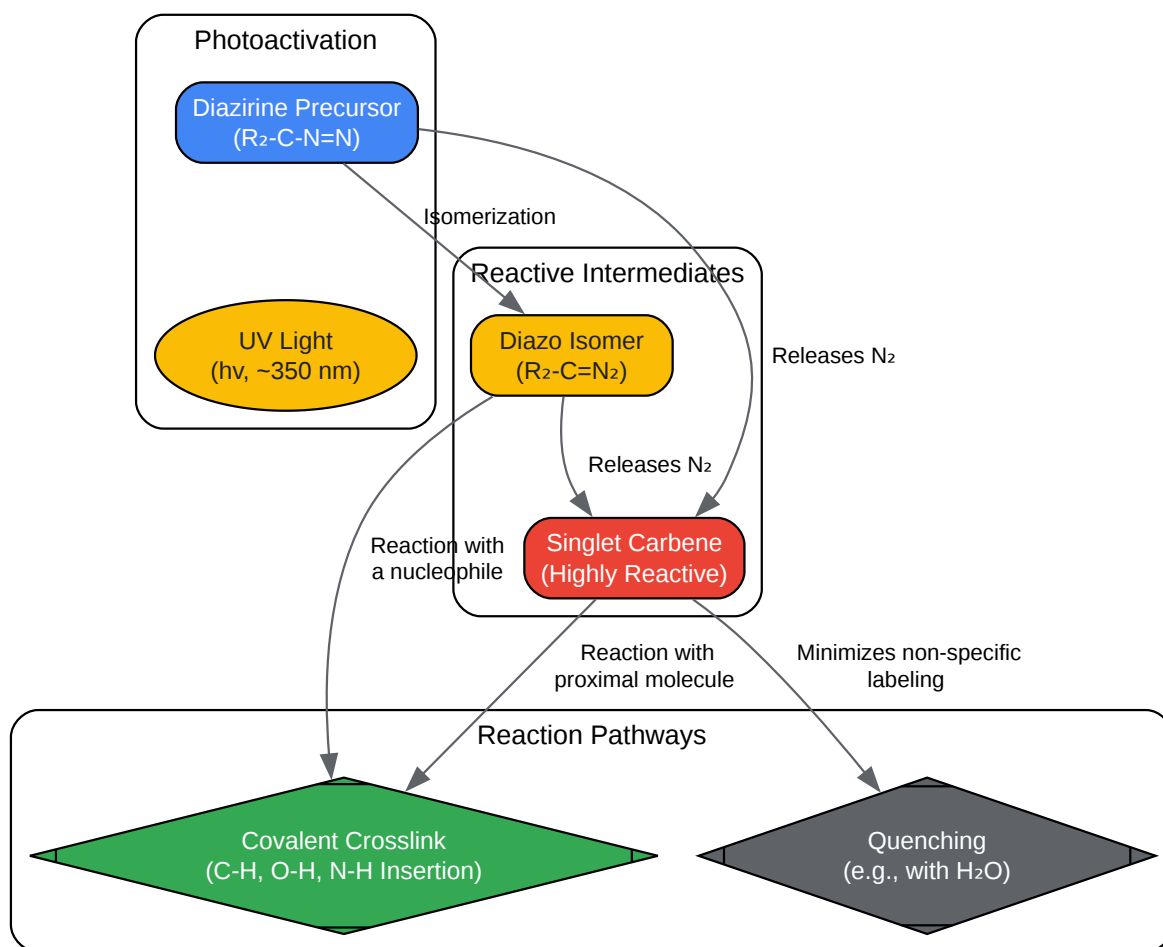 Photoactivation
Diazirine Precursor
(R₂-C-N=N)
Isomerization
Reactive Intermediates
UV Light
(hv, ~350 nm)
Diazo Isomer
(R₂-C=N₂)
Releases N₂
Releases N₂
Reaction with
a nucleophile
Singlet Carbene
(Highly Reactive)
Reaction with
proximal molecule
Minimizes non-specific
labeling
Reaction Pathways
Covalent Crosslink
(C-H, O-H, N-H Insertion)
Quenching
(e.g., with H₂O)